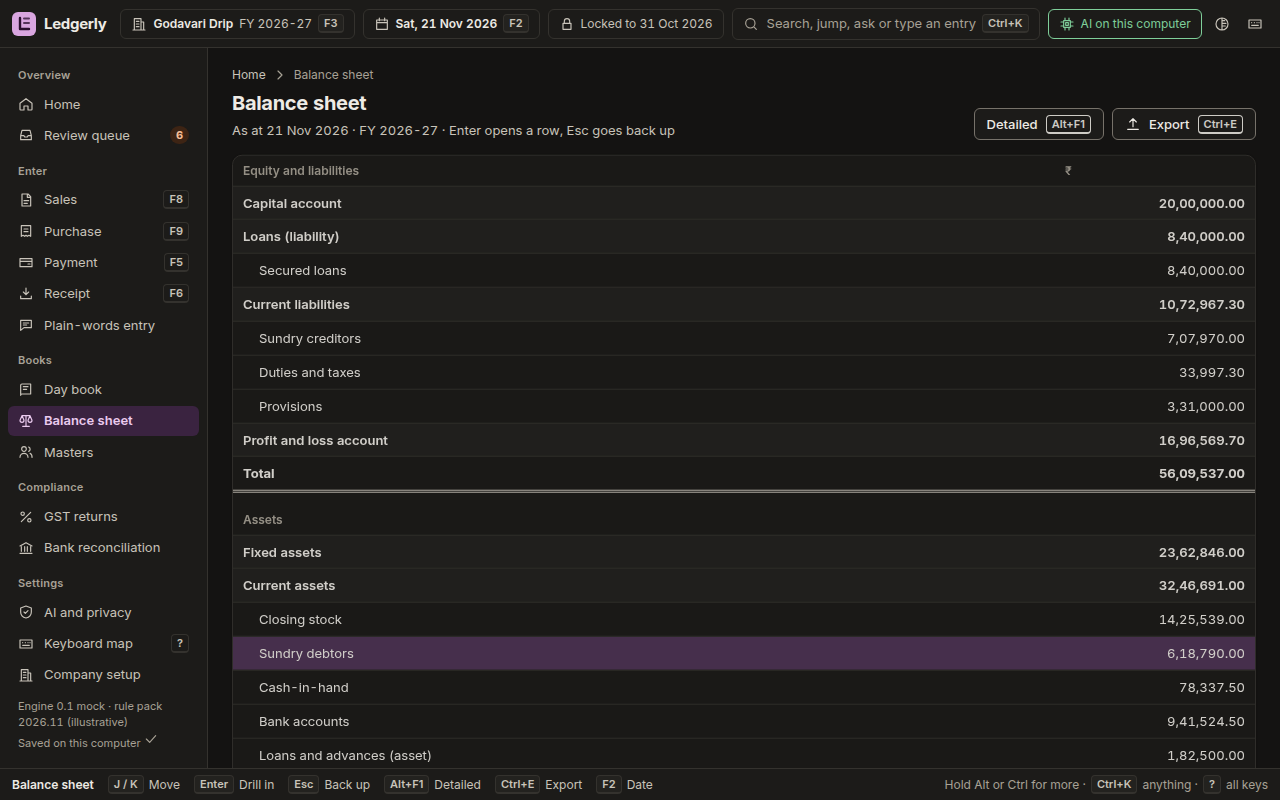 Ledgerly
Godavari Drip FY 2026-27 F3
Sat, 21 Nov 2026 F2
Locked to 31 Oct 2026
Search, jump, ask or type an entry Ctrl+K
AI on this computer
Overview
Home
Review queue 6
Enter
Sales F8
Purchase F9
Payment F5
Receipt F6
Plain-words entry
Books
Day book
Balance sheet
Masters
Compliance
GST returns
Bank reconciliation
Settings
AI and privacy
Keyboard map ?
Company setup
Engine 0.1 mock · rule pack
2026.11 (illustrative)
Saved on this computer
Home Balance sheet
Balance sheet
As at 21 Nov 2026 · FY 2026-27 · Enter opens a row, Esc goes back up
Detailed Alt+F1
Export Ctrl+E
Equity and liabilities ₹
Capital account 20,00,000.00
Loans (liability) 8,40,000.00
Secured loans 8,40,000.00
Current liabilities 10,72,967.30
Sundry creditors 7,07,970.00
Duties and taxes 33,997.30
Provisions 3,31,000.00
Profit and loss account 16,96,569.70
Total 56,09,537.00
Assets
Fixed assets 23,62,846.00
Current assets 32,46,691.00
Closing stock 14,25,539.00
Sundry debtors 6,18,790.00
Cash-in-hand 78,337.50
Bank accounts 9,41,524.50
Loans and advances (asset) 1,82,500.00
Balance sheet J / K Move Enter Drill in Esc Back up Alt+F1 Detailed Ctrl+E Export F2 Date
Hold Alt or Ctrl for more · Ctrl+K anything · ? all keys